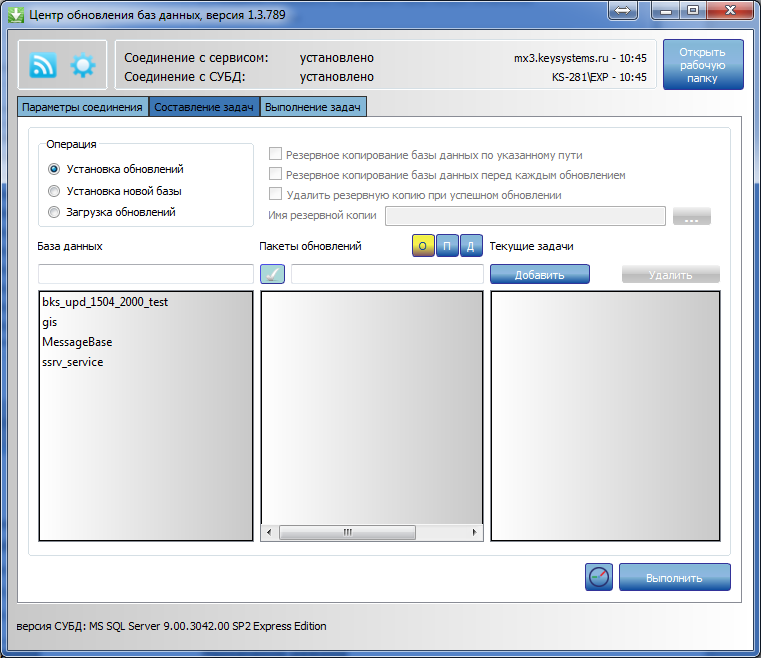 Центр обновления баз данных, версия 1.3.789
Соединение с сервисом: установлено mx3.keysystems.ru - 10:45
Соединение с СУБД: установлено KS-281\EXP - 10:45
Открыть
рабочую
папку
Параметры соединения Составление задач Выполнение задач
Операция
Установка обновлений
Установка новой базы
Загрузка обновлений
Резервное копирование базы данных по указанному пути
Резервное копирование базы данных перед каждым обновлением
Удалить резервную копию при успешном обновлении
Имя резервной копии ...
База данных Пакеты обновлений О П Д Текущие задачи
Добавить Удалить
bks_upd_1504_2000_test
gis
MessageBase
ssrv_service
Выполнить
версия СУБД: MS SQL Server 9.00.3042.00 SP2 Express Edition